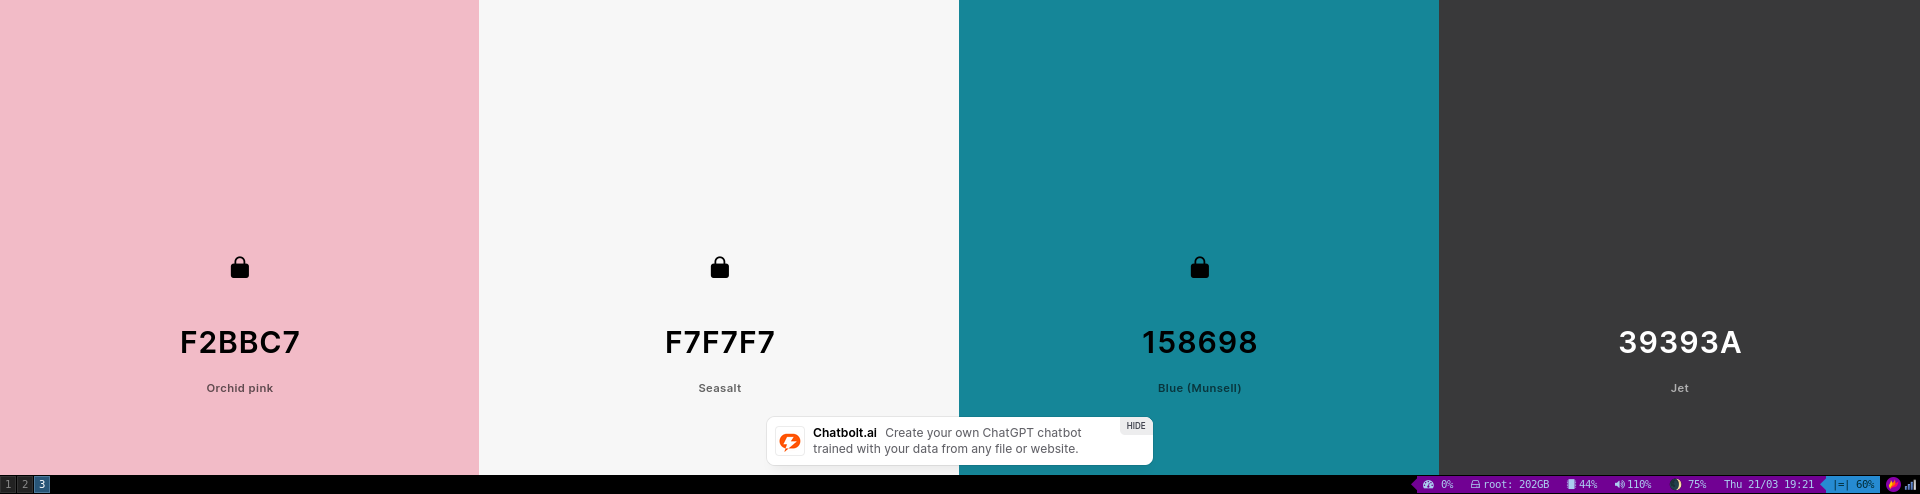 F2BBC7
Orchid pink
F7F7F7
Seasalt
158698
Blue (Munsell)
39393A
Jet
Chatbolt.ai Create your own ChatGPT chatbot
trained with your data from any file or website.
HIDE
1 2 3
0% root: 202GB 44% 110% 75% Thu 21/03 19:21 |=| 60%